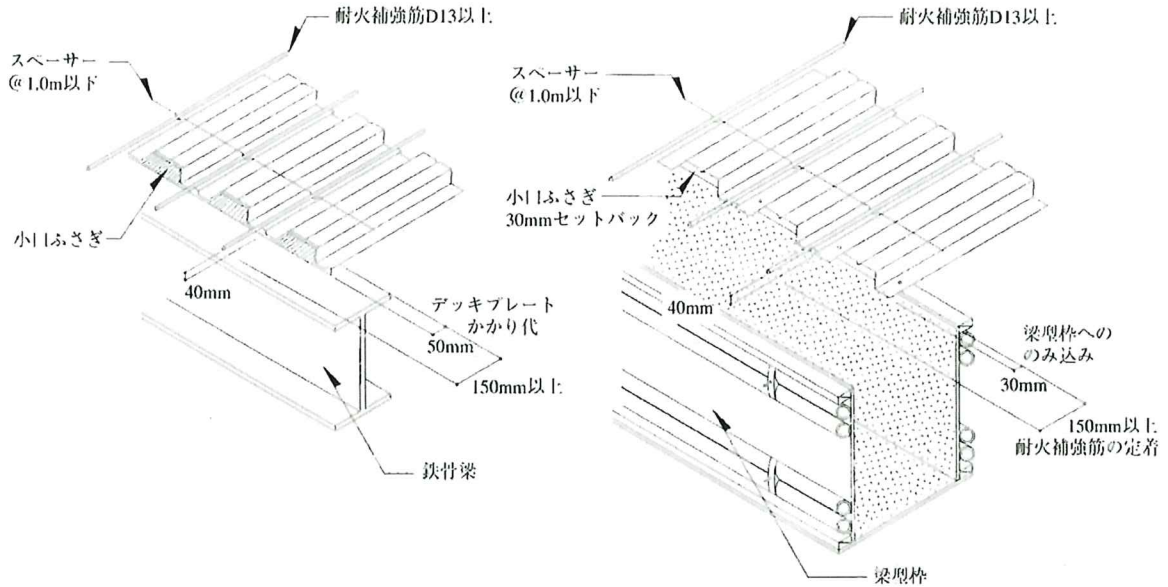 耐火補強筋D13以上
スペーサー
@1.0m以下
小口ふさぎ
40mm
デッキプレート
かかり代
50mm
150mm以上
鉄骨梁
耐火補強筋D13以上
スペーサー
@1.0m以下
小口ふさぎ
30mmセットバック
40mm
梁型枠への
のみ込み
30mm
150mm以上
耐火補強筋の定着
梁型枠